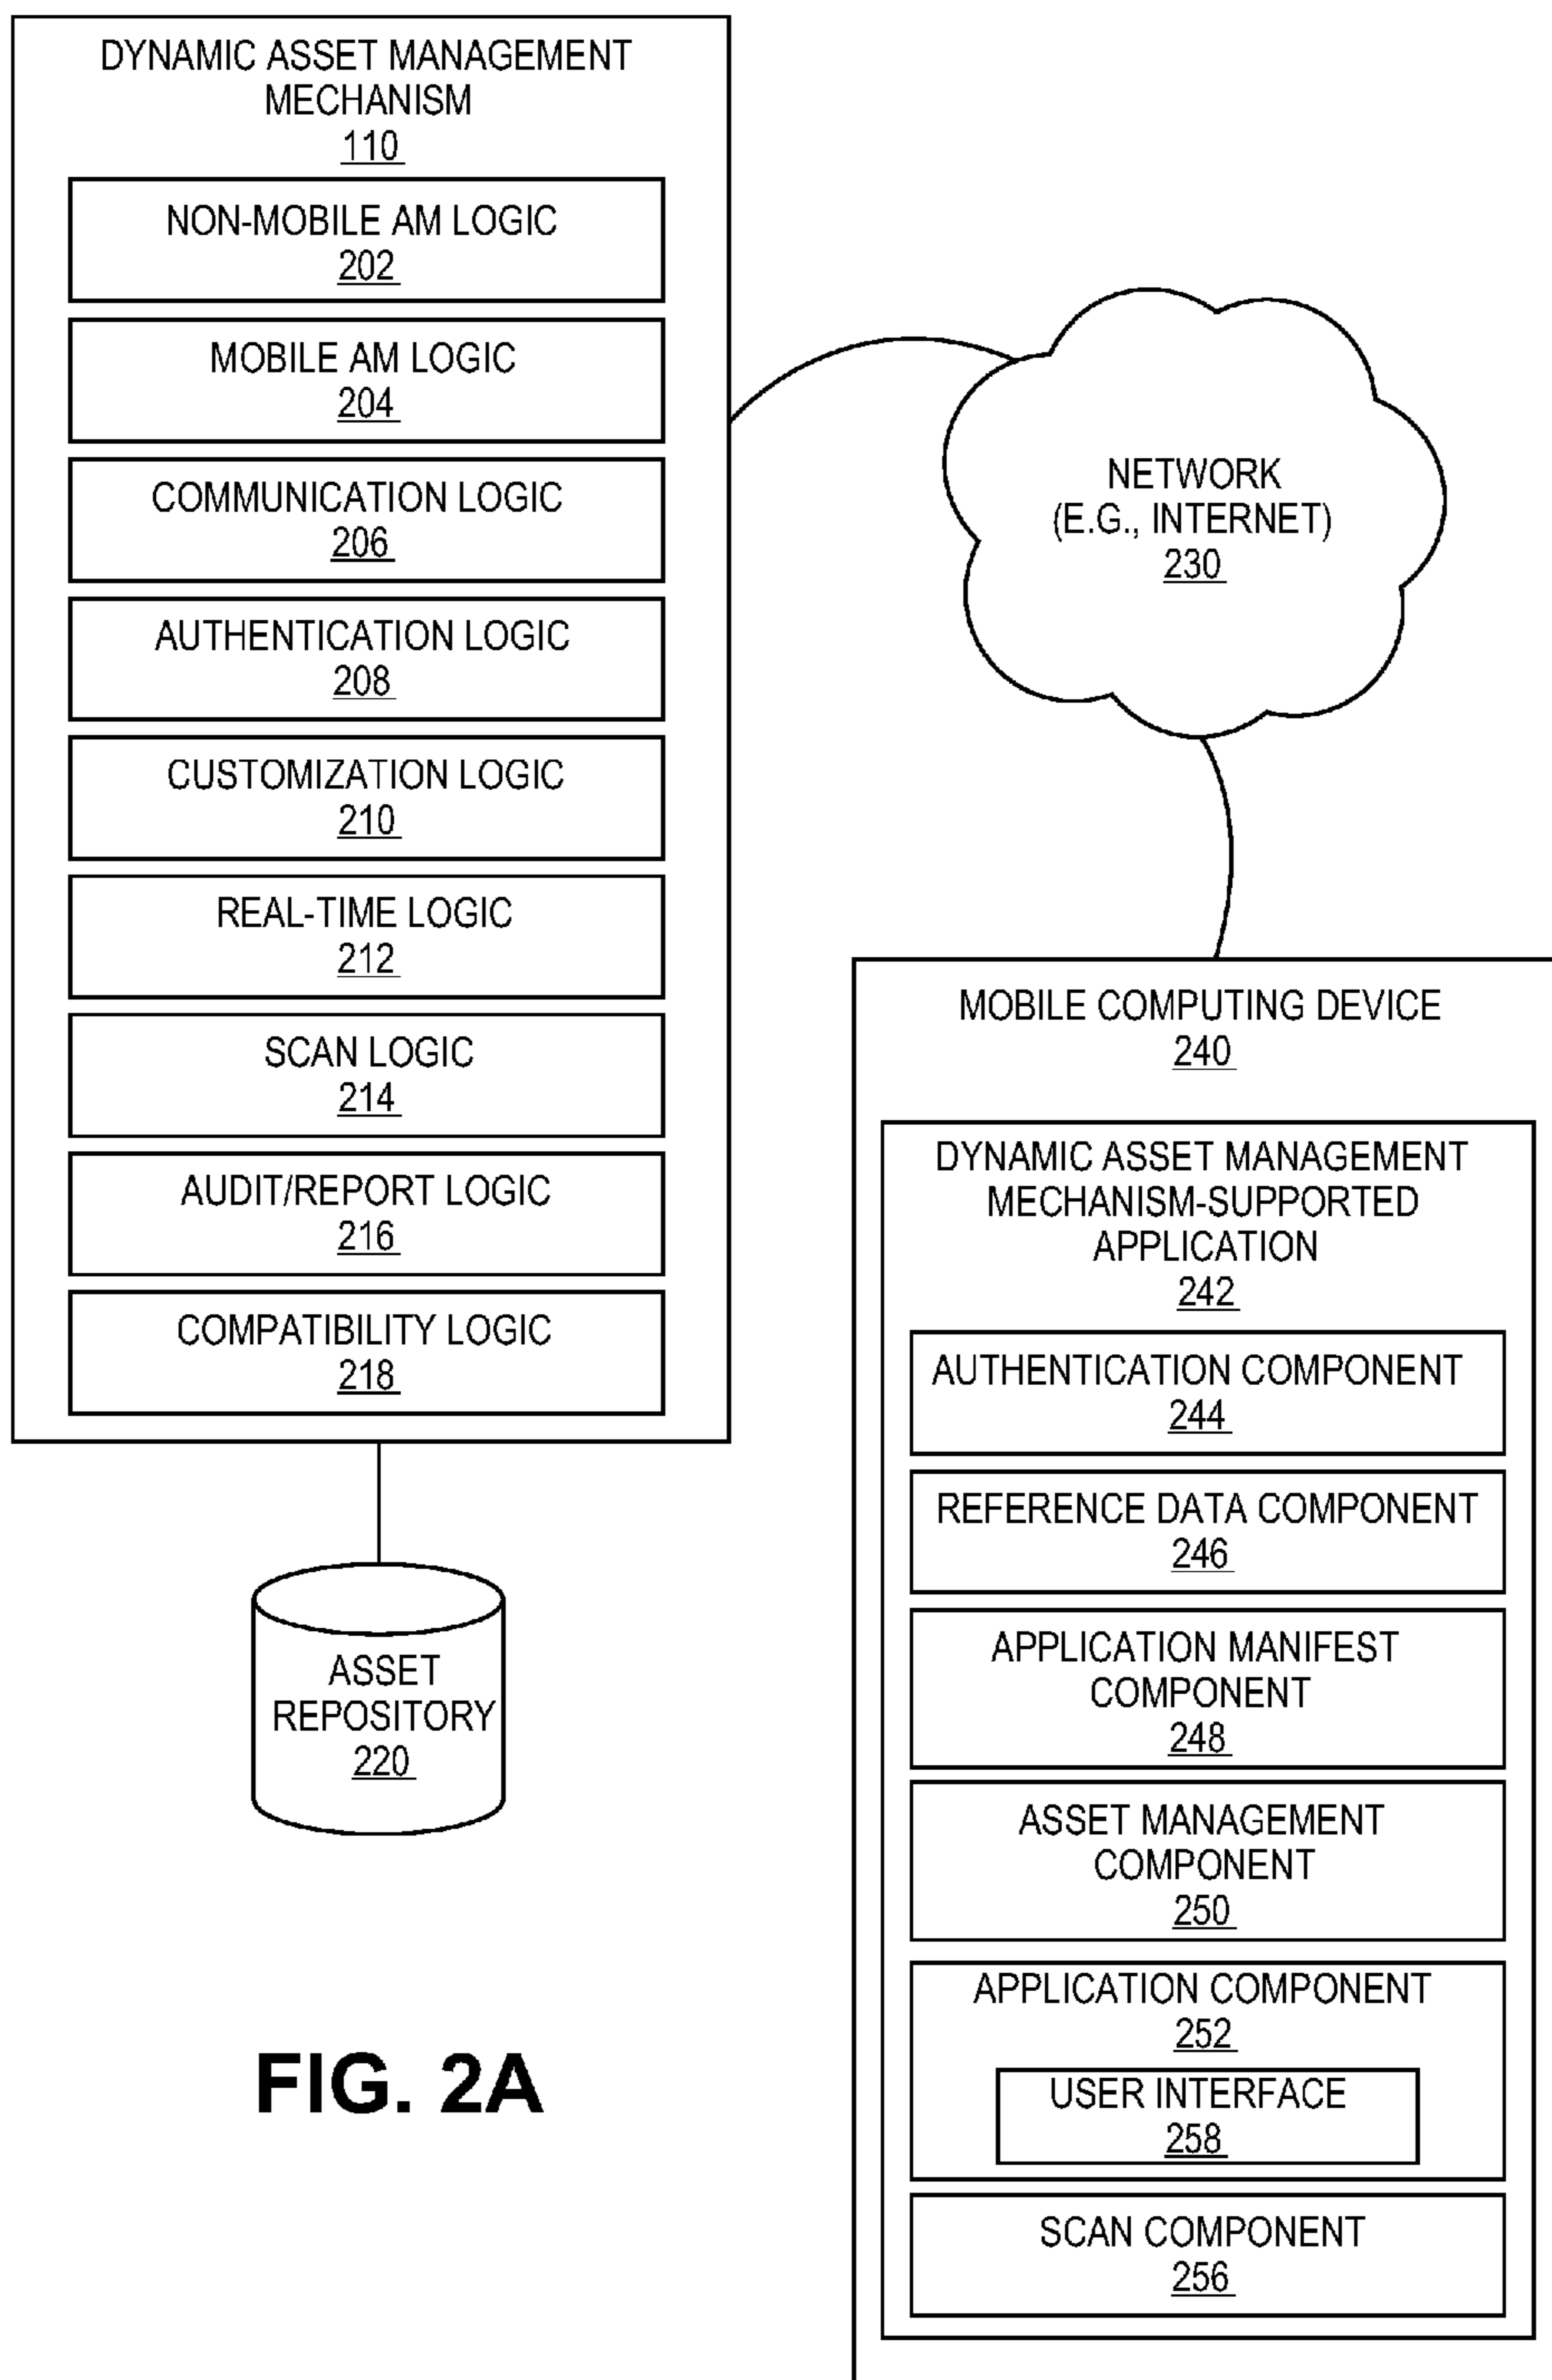 DYNAMIC ASSET MANAGEMENT
MECHANISM
110
NON-MOBILE AM LOGIC
202
MOBILE AM LOGIC
204
COMMUNICATION LOGIC
206
AUTHENTICATION LOGIC
208
CUSTOMIZATION LOGIC
210
REAL-TIME LOGIC
212
SCAN LOGIC
214
AUDIT/REPORT LOGIC
216
COMPATIBILITY LOGIC
218
ASSET
REPOSITORY
220
NETWORK
(E.G., INTERNET)
230
MOBILE COMPUTING DEVICE
240
DYNAMIC ASSET MANAGEMENT
MECHANISM-SUPPORTED
APPLICATION
242
AUTHENTICATION COMPONENT
244
REFERENCE DATA COMPONENT
246
APPLICATION MANIFEST
COMPONENT
248
ASSET MANAGEMENT
COMPONENT
250
APPLICATION COMPONENT
252
USER INTERFACE
258
SCAN COMPONENT
256
FIG. 2A